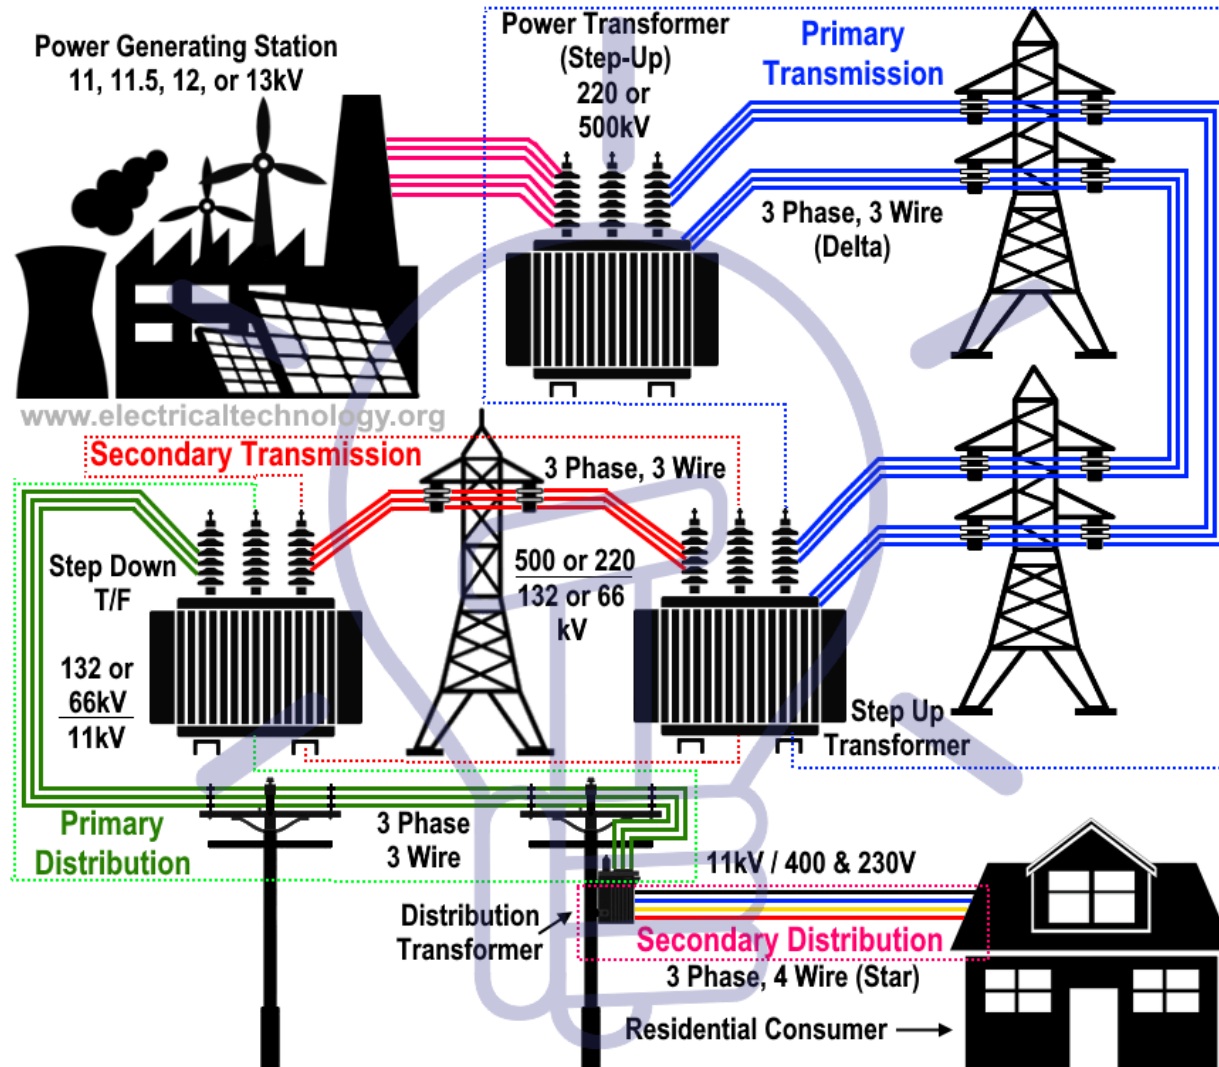 Power Generating Station
11, 11.5, 12, or 13kV
Power Transformer
(Step-Up)
220 or
500kV
Primary
Transmission
3 Phase, 3 Wire
(Delta)
www.electricaltechnology.org
Secondary Transmission
3 Phase, 3 Wire
Step Down
T/F
500 or 220
132 or 66
kV
132 or
66kV
11kV
Step Up
Transformer
Primary
Distribution
3 Phase
3 Wire
11kV / 400 & 230V
Distribution
Transformer
Secondary Distribution
3 Phase, 4 Wire (Star)
Residential Consumer